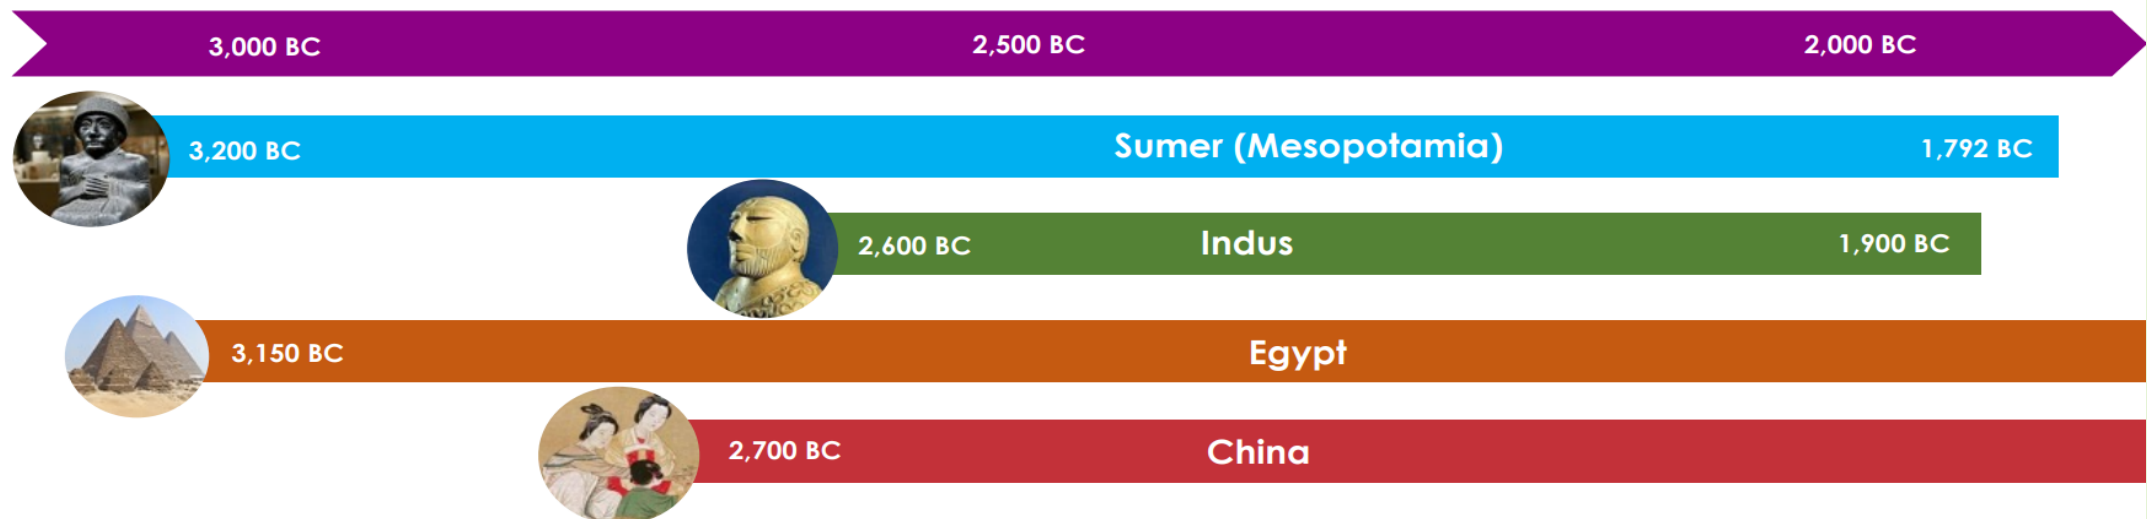 3,000 BC 2,500 BC 2,000 BC
3,200 BC Sumer (Mesopotamia) 1,792 BC
2,600 BC Indus 1,900 BC
3,150 BC Egypt
2,700 BC China